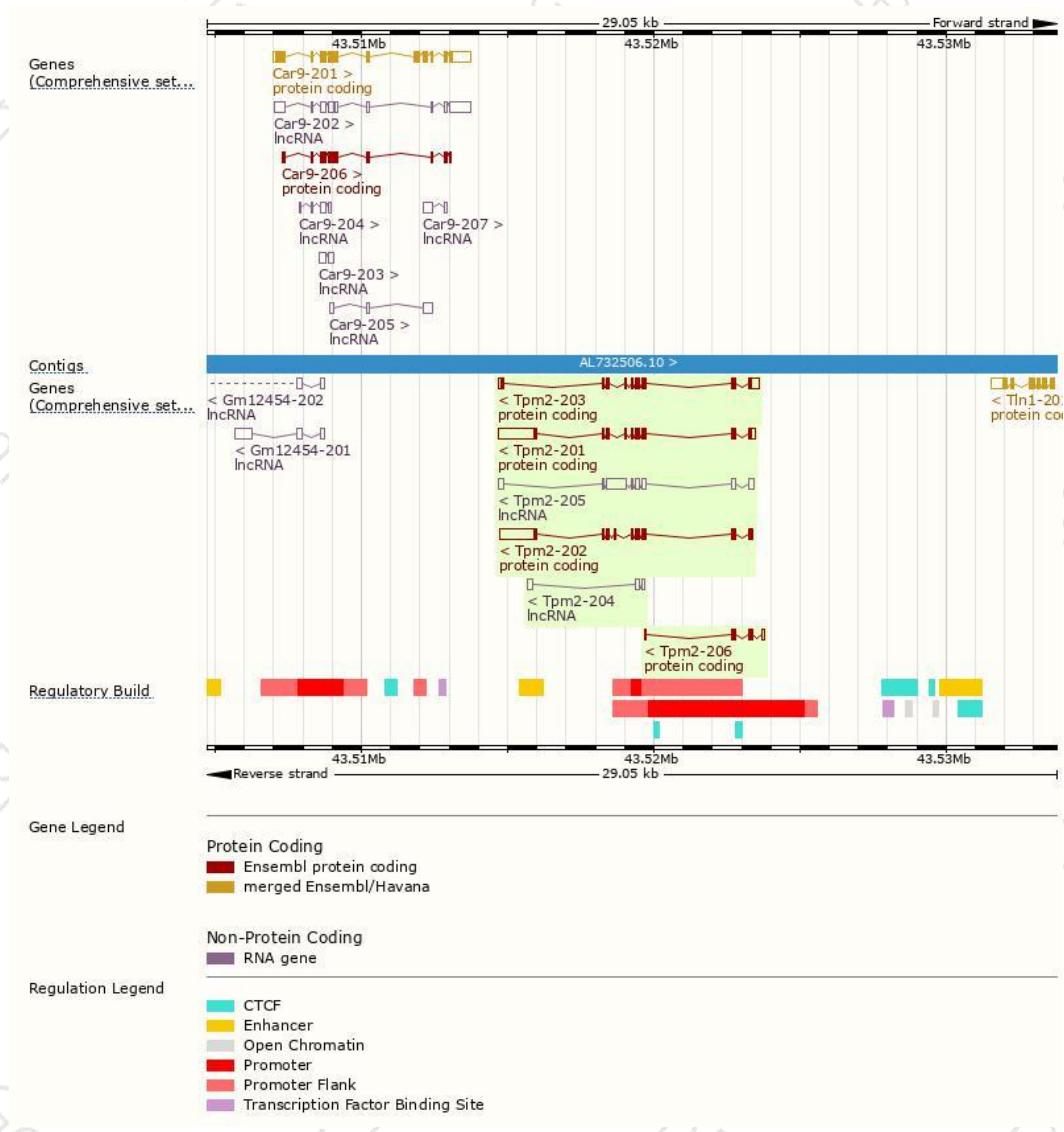 29.05 kb Forward strand
43.51Mb 43.52Mb 43.53Mb
Genes
(Comprehensive set...
Car9-201 >
protein coding
Car9-202 >
lncRNA
Car9-206 >
protein coding
Car9-204 > Car9-207 >
lncRNA lncRNA
Car9-203 >
lncRNA
Car9-205 >
lncRNA
Contigs AL732506.10 >
Genes
(Comprehensive set...
< Gm12454-202 < Tpm2-203 < Tln1-201
lncRNA protein coding protein co
< Gm12454-201 < Tpm2-201
lncRNA protein coding
< Tpm2-205
lncRNA
< Tpm2-202
protein coding
< Tpm2-204
lncRNA
< Tpm2-206
protein coding
Regulatory Build
43.51Mb 43.52Mb 43.53Mb
Reverse strand 29.05 kb
Gene Legend
Protein Coding
Ensembl protein coding
merged Ensembl/Havana
Non-Protein Coding
RNA gene
Regulation Legend
CTCF
Enhancer
Open Chromatin
Promoter
Promoter Flank
Transcription Factor Binding Site